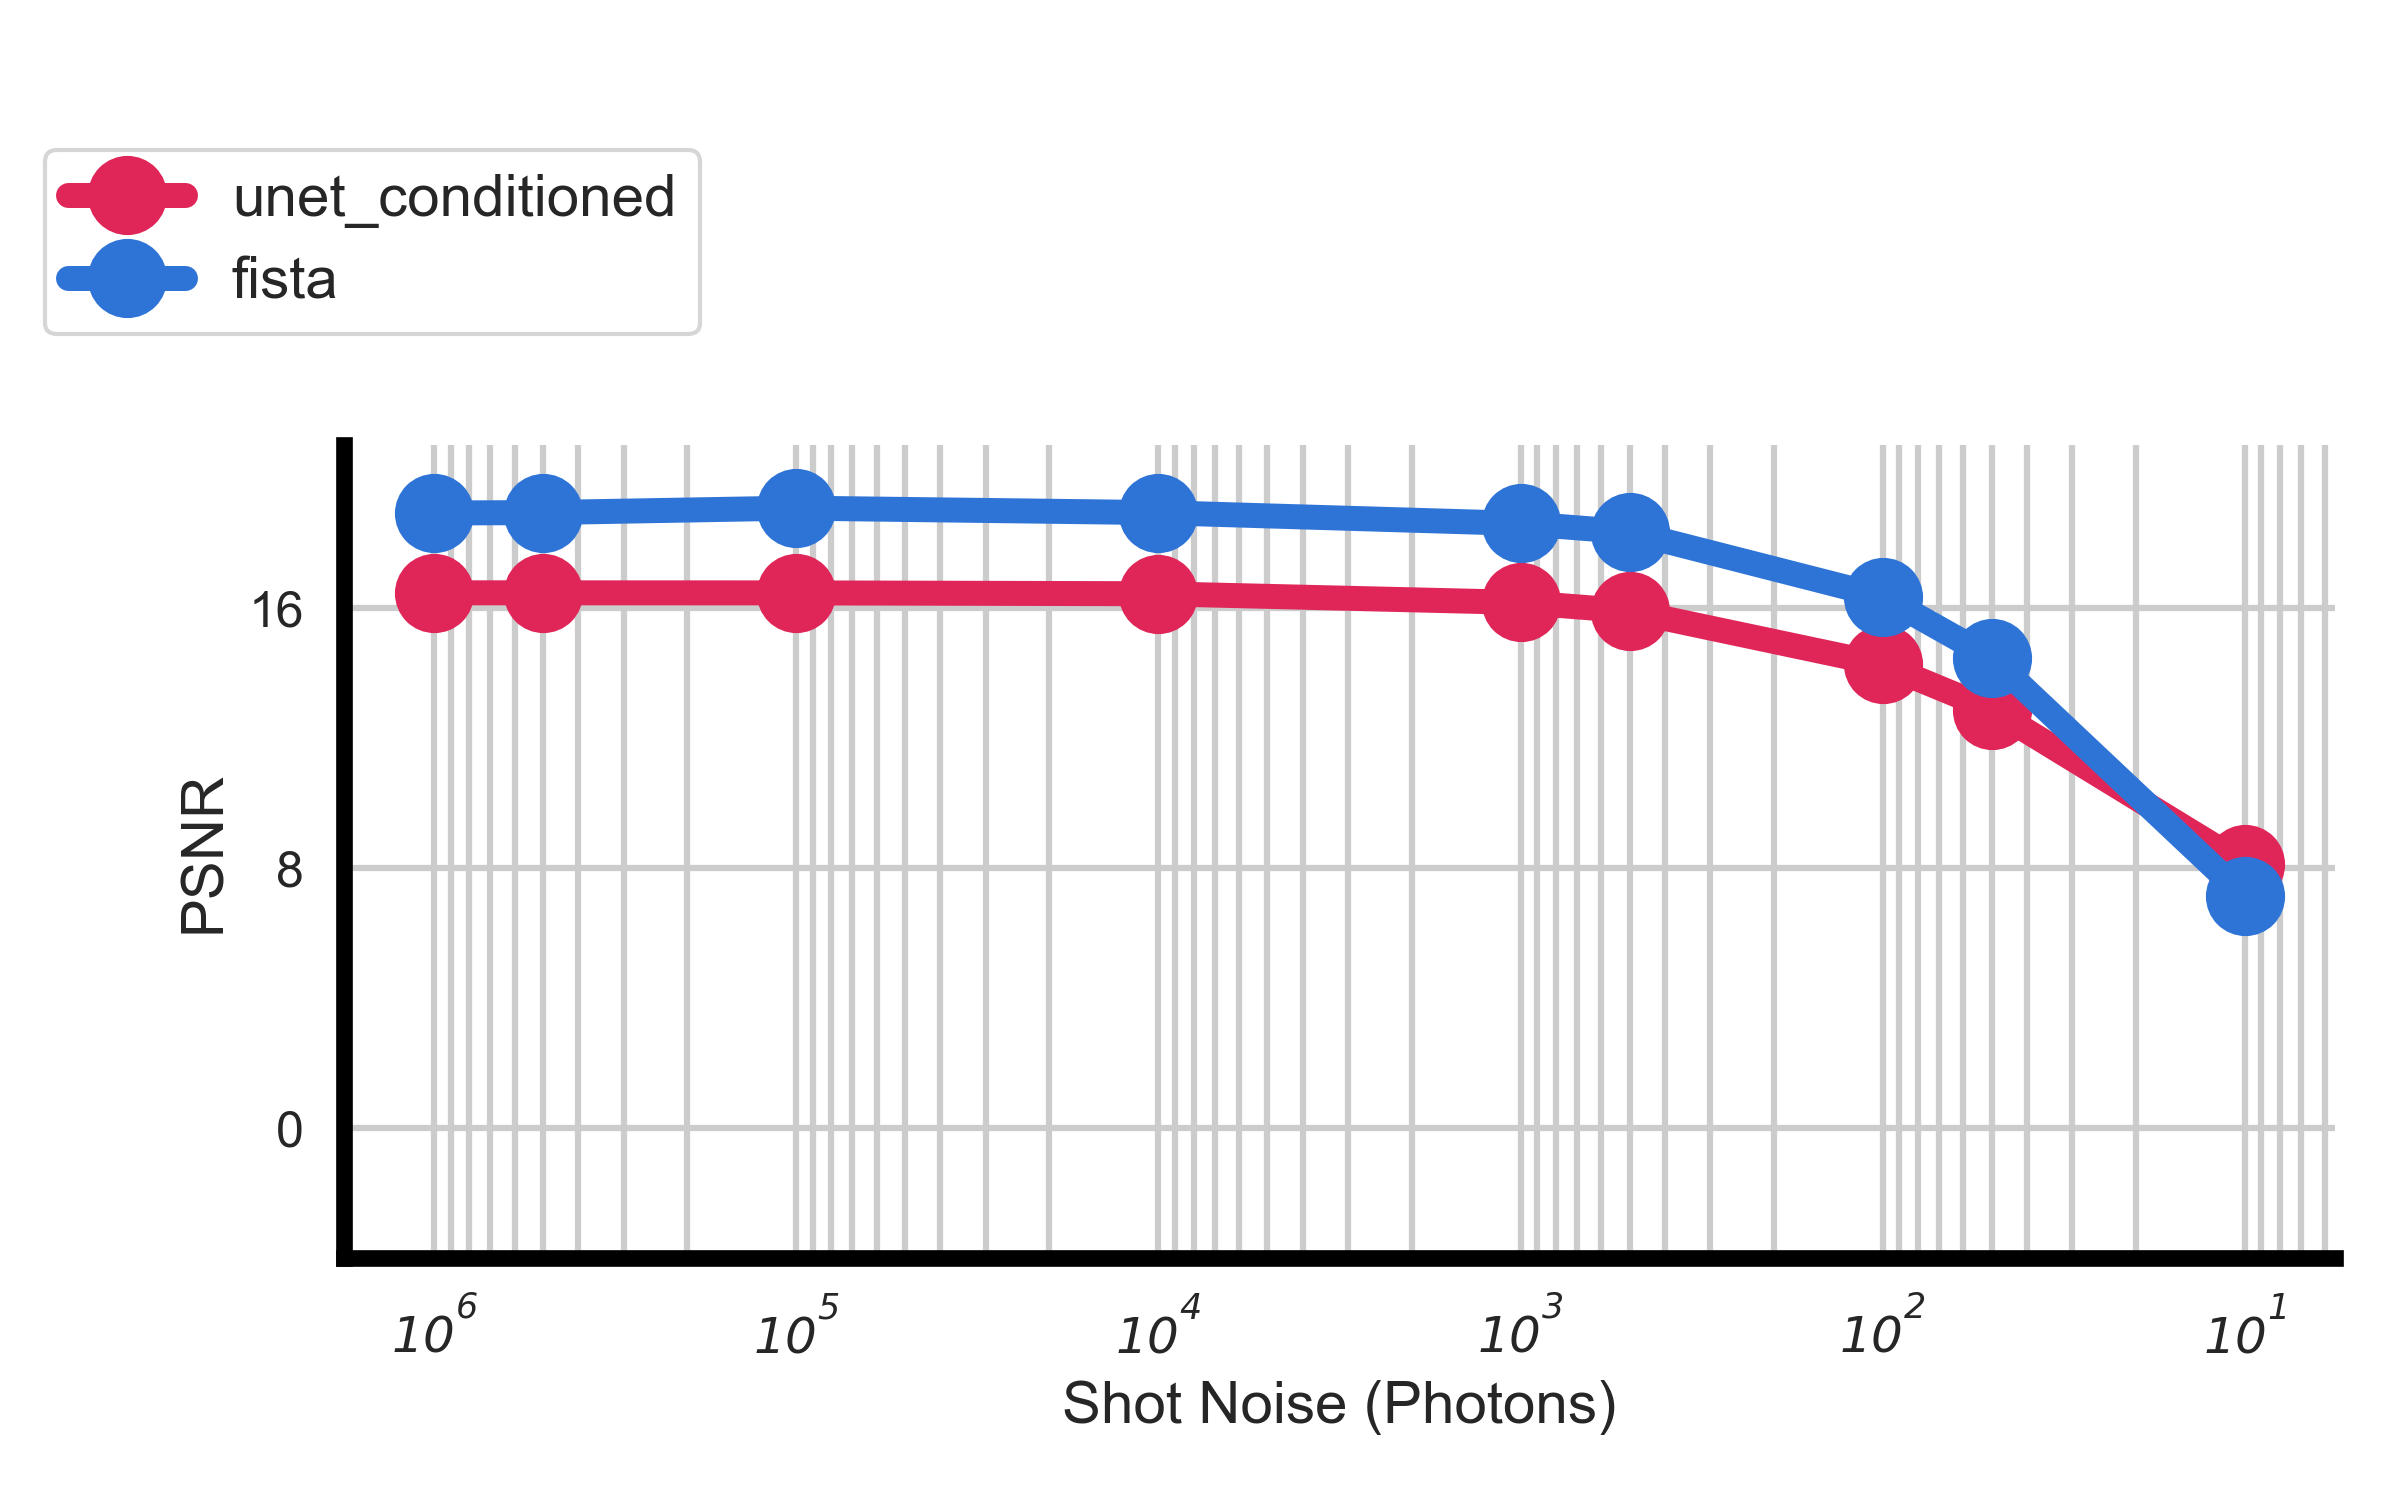 unet_conditioned
fista
16
8
0
PSNR
10^6 10^5 10^4 10^3 10^2 10^1
Shot Noise (Photons)